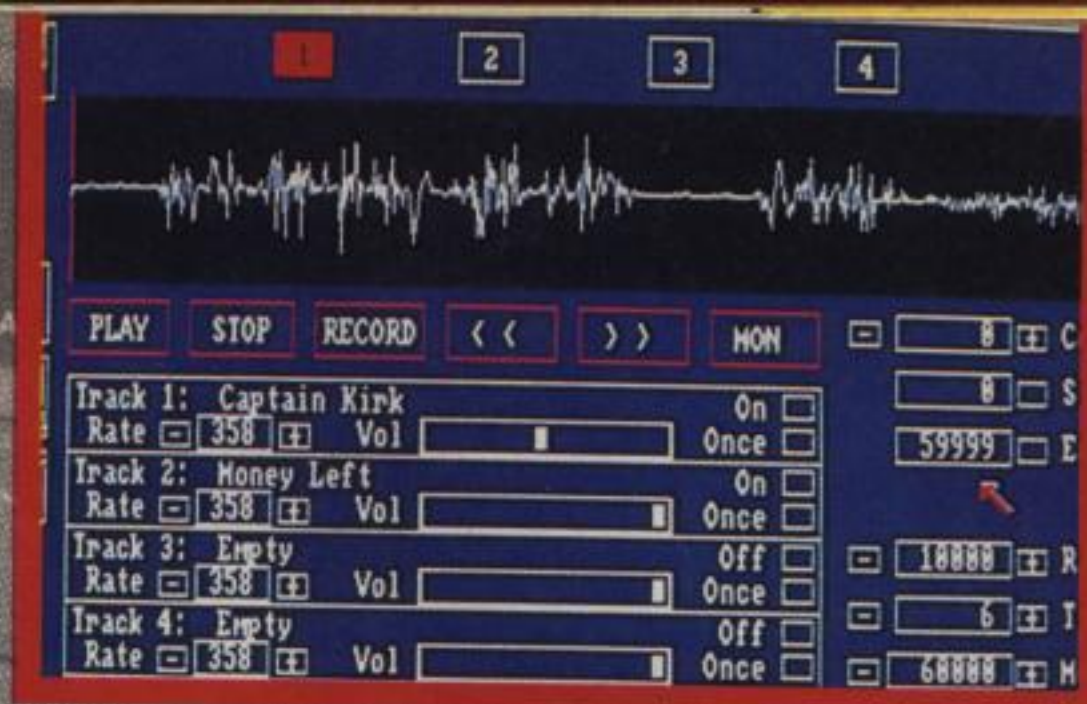 1 2 3 4
PLAY STOP RECORD << >> MON - 0 + C
0 S
59999 E
Track 1: Captain Kirk On
Rate - 358 + Vol Once
Track 2: Money Left On
Rate - 358 + Vol Once
Track 3: Empty Off
Rate - 358 + Vol Once
Track 4: Empty Off
Rate - 358 + Vol Once
- 10000 + R
- 6 + I
- 60000 + M